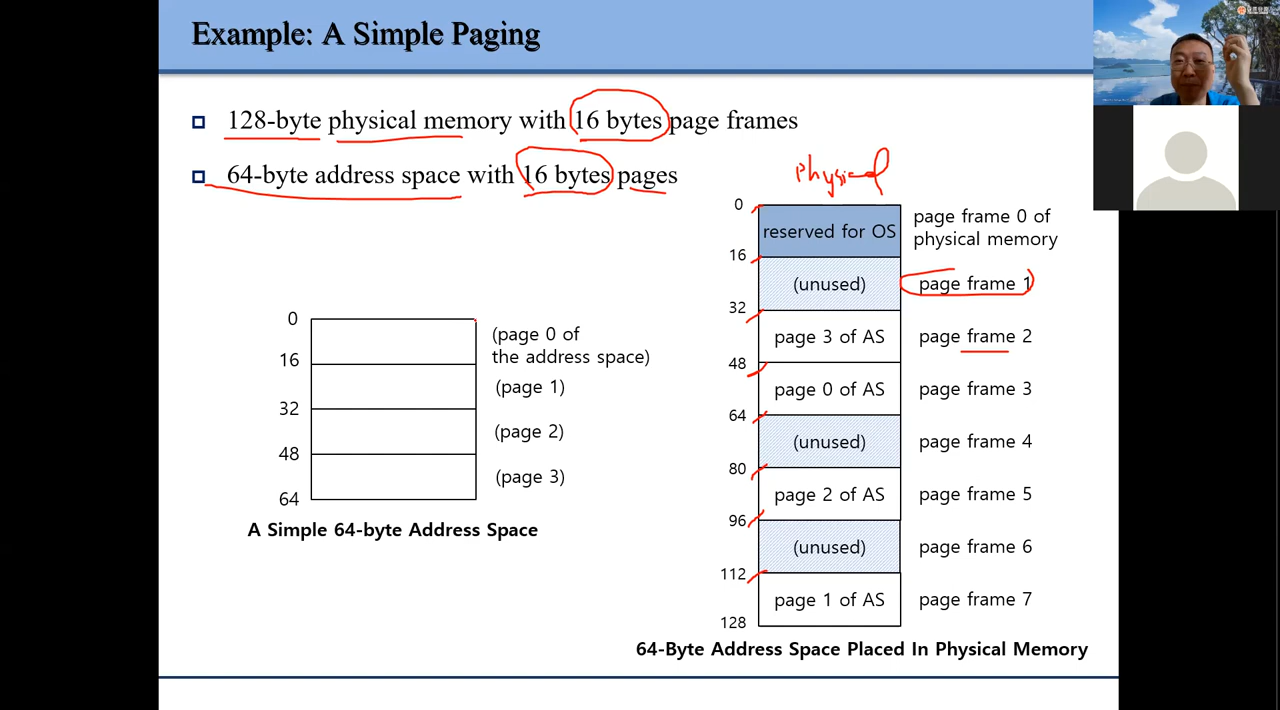 Example: A Simple Paging
128-byte physical memory with 16 bytes page frames
64-byte address space with 16 bytes pages
physical
0
reserved for OS
page frame 0 of
physical memory
16
(unused)
page frame 1
32
page 3 of AS
page frame 2
48
page 0 of AS
page frame 3
64
(unused)
page frame 4
80
page 2 of AS
page frame 5
96
(unused)
page frame 6
112
page 1 of AS
page frame 7
128
64-Byte Address Space Placed In Physical Memory
0
(page 0 of
the address space)
16
(page 1)
32
(page 2)
48
(page 3)
64
A Simple 64-byte Address Space